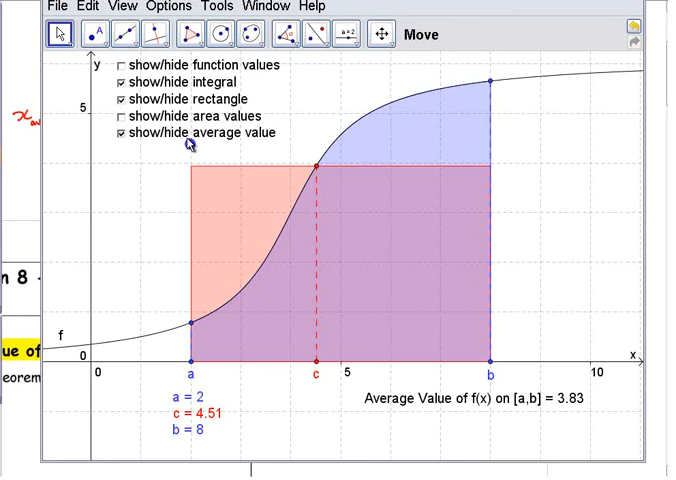 File Edit View Options Tools Window Help
A
α
a=2
Move
y
show/hide function values
show/hide integral
show/hide rectangle
show/hide area values
show/hide average value
5
n 8
f
ue of
0
x
eorem
0
a
c
5
b
10
a = 2
c = 4.51
b = 8
Average Value of f(x) on [a,b] = 3.83